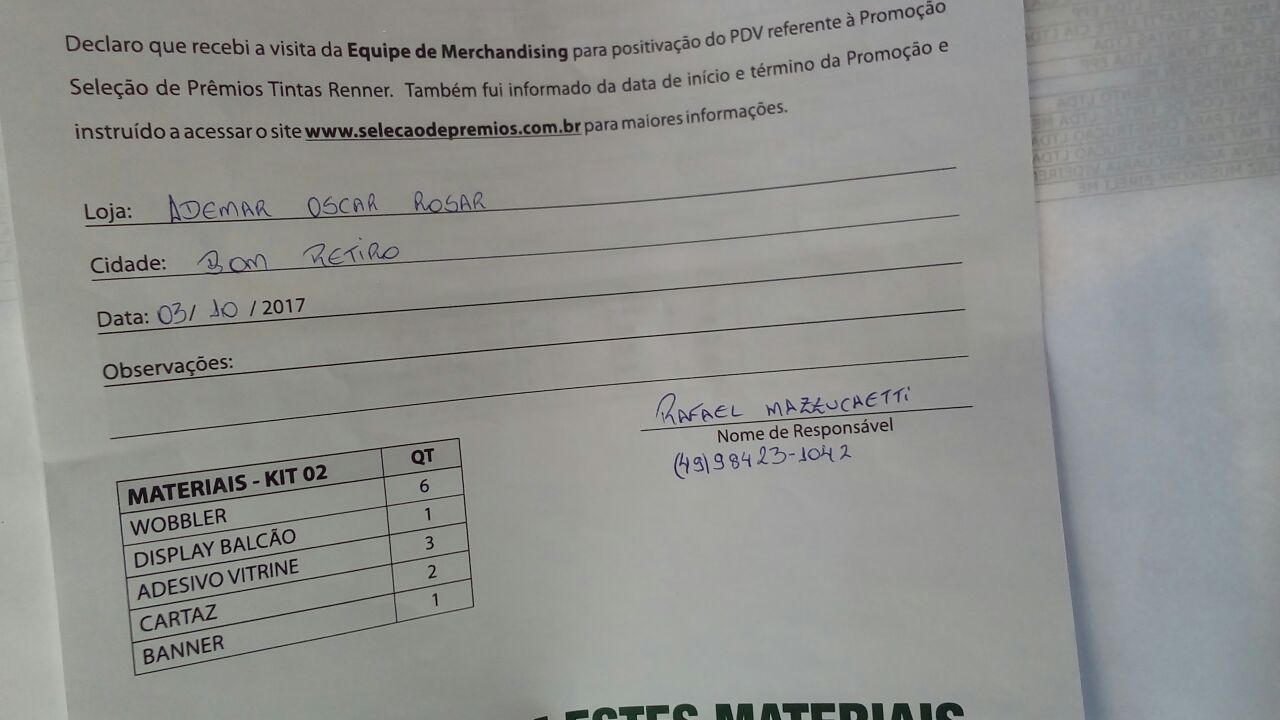 Declaro que recebi a visita da Equipe de Merchandising para positivação do PDV referente à Promoção
Seleção de Prêmios Tintas Renner. Também fui informado da data de início e término da Promoção e
instruído a acessar o site www.selecaodepremios.com.br para maiores informações.
Loja: ADEMAR OSCAR ROSAR
Cidade: BOM RETIRO
Data: 03/ 10 / 2017
Observações:
RAFAEL MAZZUCAETTI
Nome de Responsável
(49)98423-1042
MATERIAIS - KIT 02 QT
WOBBLER 6
DISPLAY BALCÃO 1
ADESIVO VITRINE 3
CARTAZ 2
BANNER 1
ESTES MATERIAIS